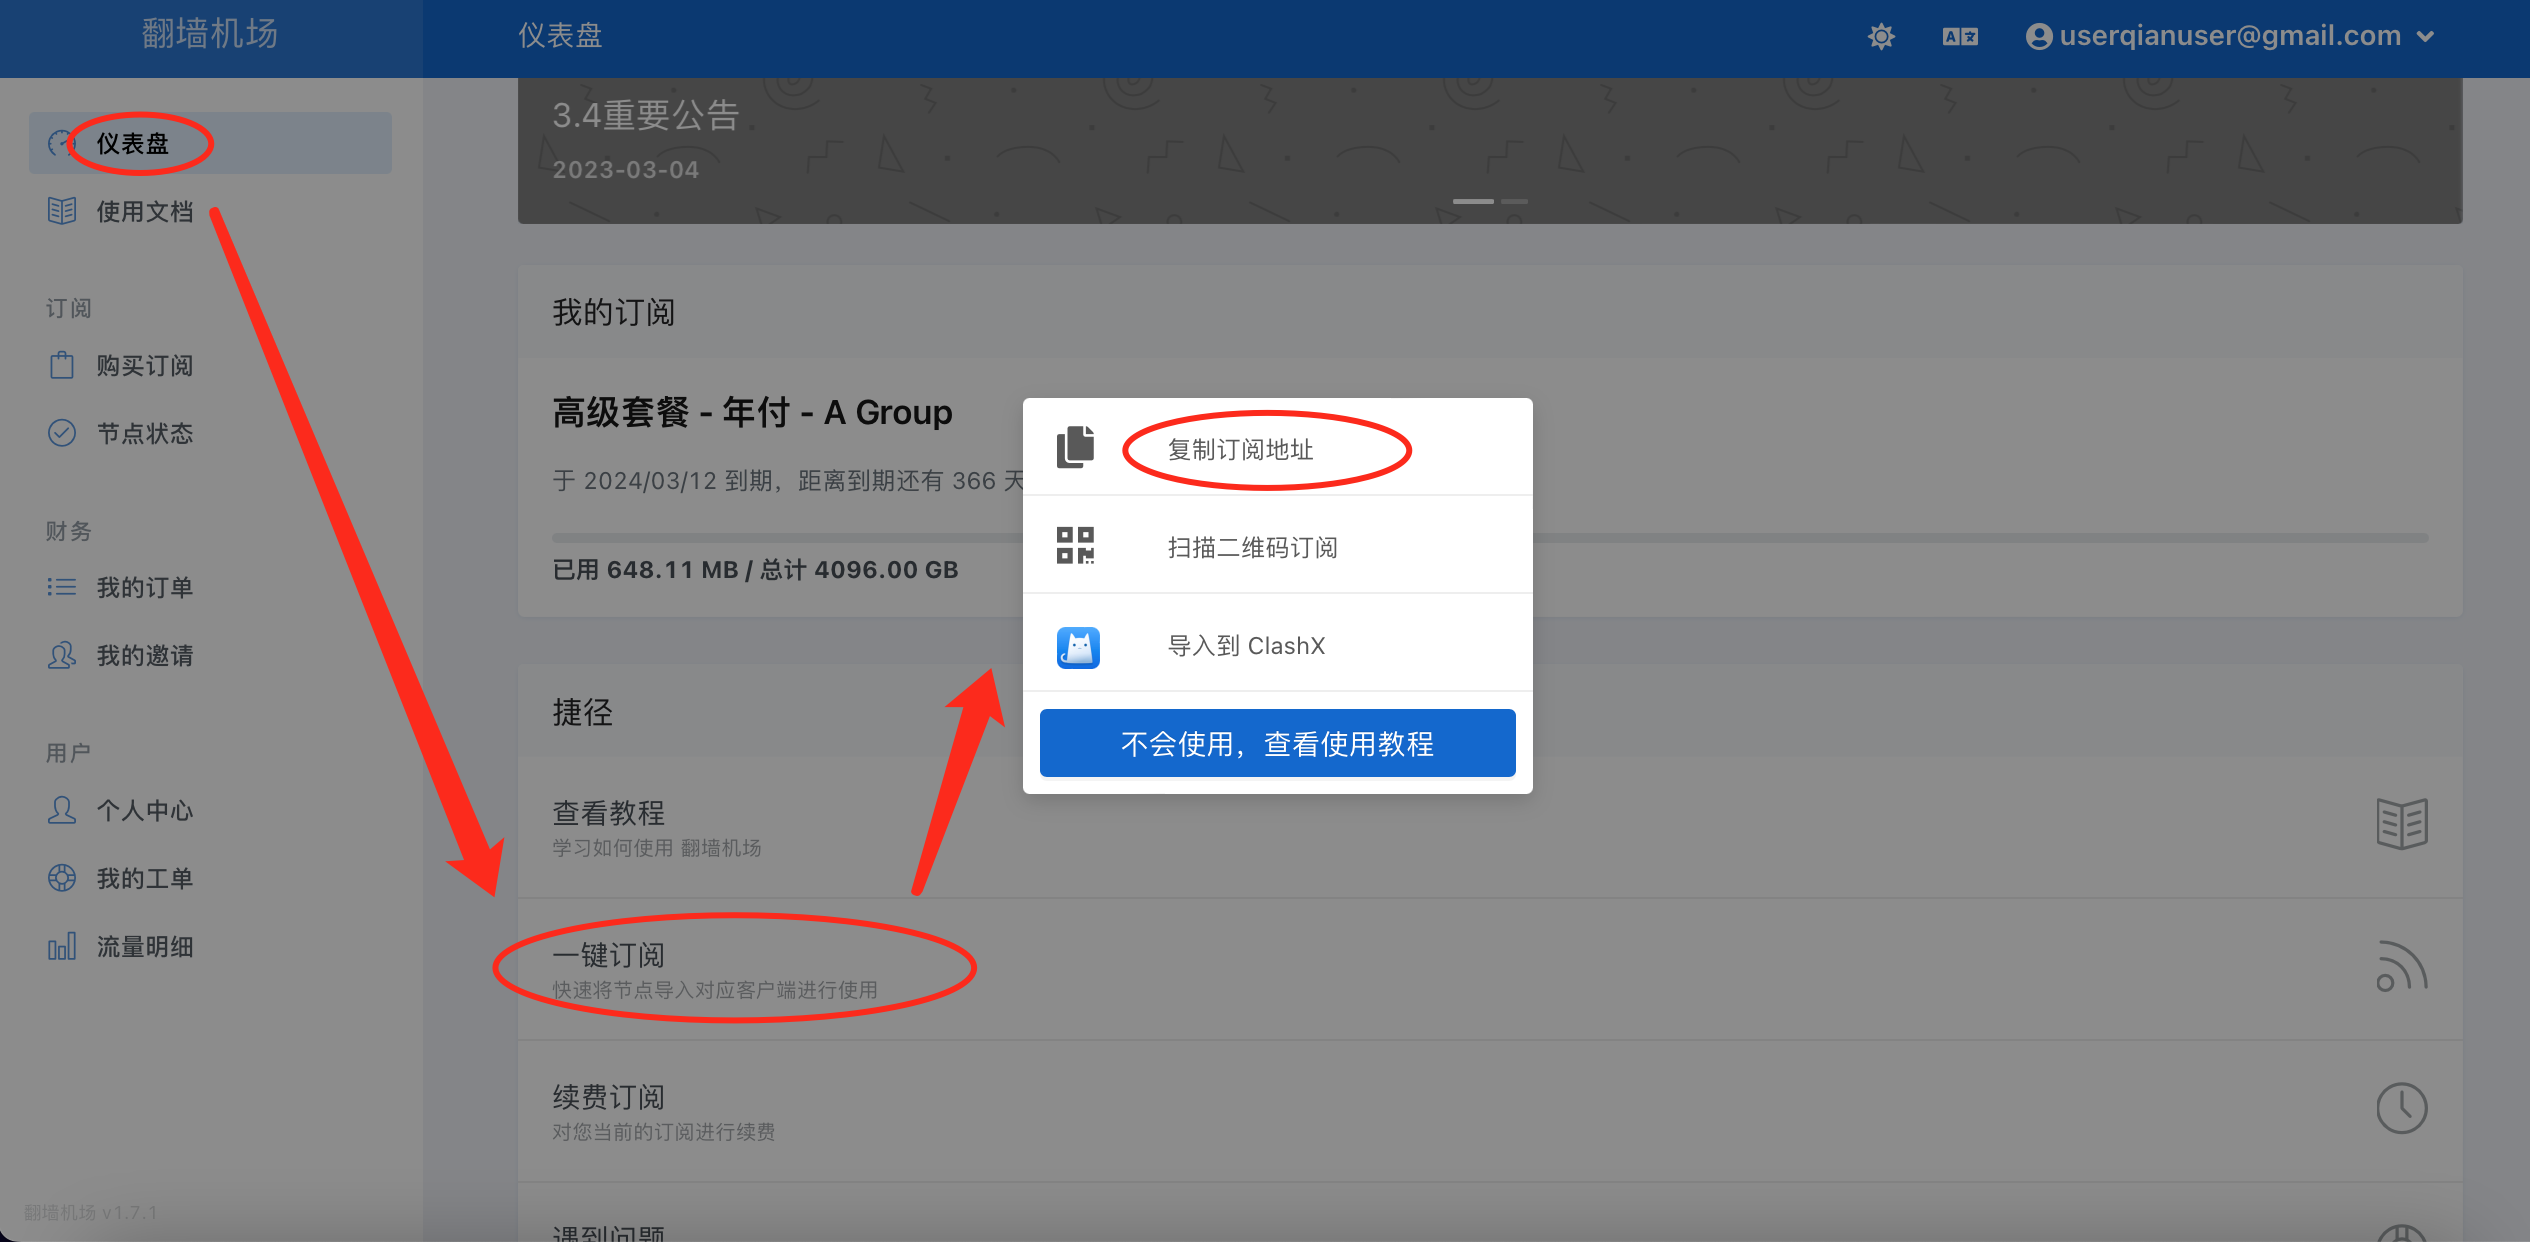 翻墙机场
仪表盘
userqianuser@gmail.com
仪表盘
使用文档
订阅
购买订阅
节点状态
财务
我的订单
我的邀请
用户
个人中心
我的工单
流量明细
翻墙机场 v1.7.1
3.4重要公告
2023-03-04
我的订阅
高级套餐 - 年付 - A Group
于 2024/03/12 到期，距离到期还有 366 天
已用 648.11 MB / 总计 4096.00 GB
复制订阅地址
扫描二维码订阅
导入到 ClashX
不会使用，查看使用教程
捷径
查看教程
学习如何使用 翻墙机场
一键订阅
快速将节点导入对应客户端进行使用
续费订阅
对您当前的订阅进行续费
遇到问题